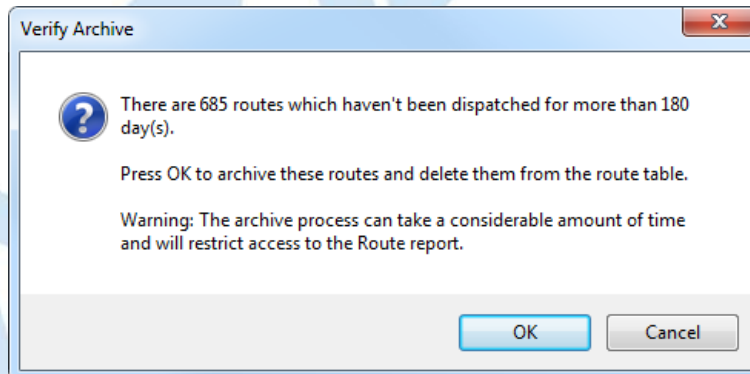 Verify Archive
There are 685 routes which haven't been dispatched for more than 180
day(s).
Press OK to archive these routes and delete them from the route table.
Warning: The archive process can take a considerable amount of time
and will restrict access to the Route report.
OK
Cancel